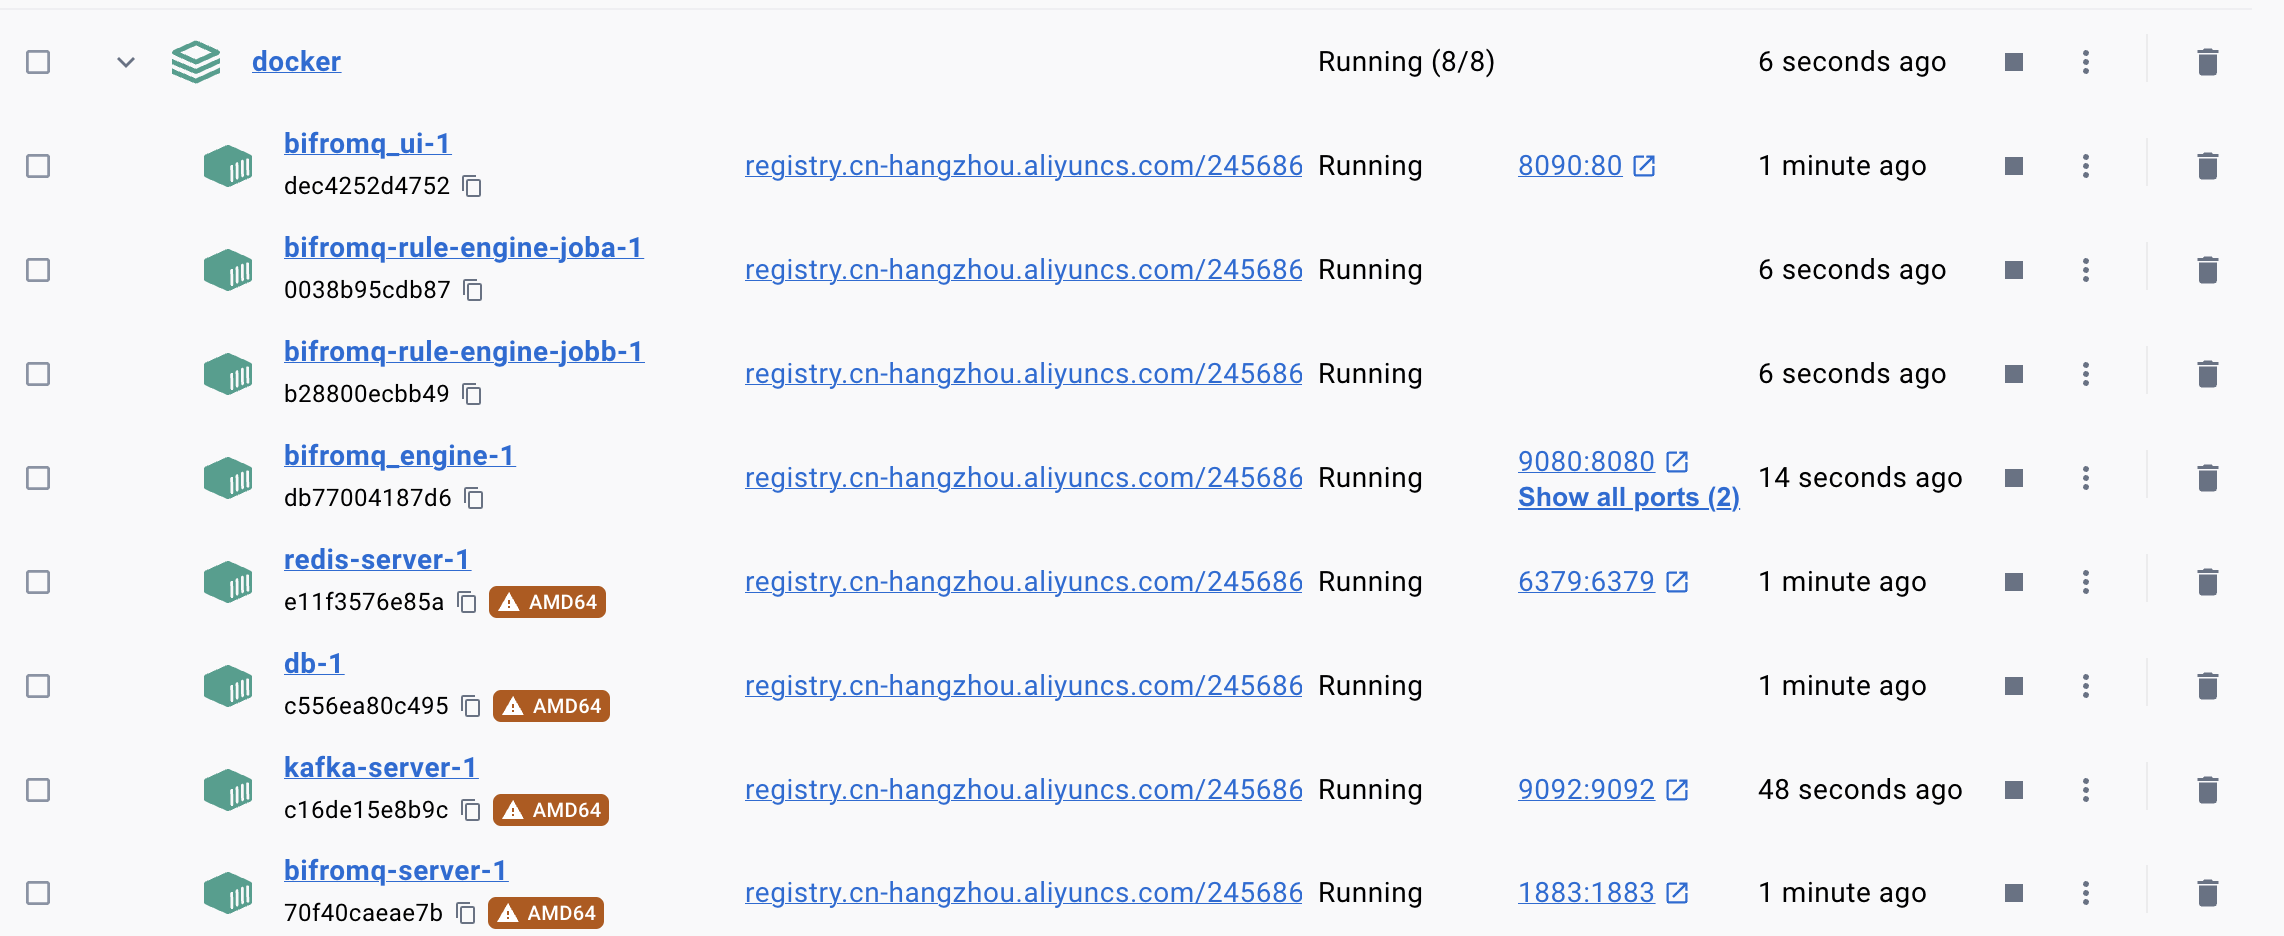 docker Running (8/8) 6 seconds ago
bifromq_ui-1
dec4252d4752
registry.cn-hangzhou.aliyuncs.com/245686 Running 8090:80 1 minute ago
bifromq-rule-engine-joba-1
0038b95cdb87
registry.cn-hangzhou.aliyuncs.com/245686 Running 6 seconds ago
bifromq-rule-engine-jobb-1
b28800ecbb49
registry.cn-hangzhou.aliyuncs.com/245686 Running 6 seconds ago
bifromq_engine-1
db77004187d6
registry.cn-hangzhou.aliyuncs.com/245686 Running 9080:8080 14 seconds ago
Show all ports (2)
redis-server-1
e11f3576e85a AMD64
registry.cn-hangzhou.aliyuncs.com/245686 Running 6379:6379 1 minute ago
db-1
c556ea80c495 AMD64
registry.cn-hangzhou.aliyuncs.com/245686 Running 1 minute ago
kafka-server-1
c16de15e8b9c AMD64
registry.cn-hangzhou.aliyuncs.com/245686 Running 9092:9092 48 seconds ago
bifromq-server-1
70f40caeae7b AMD64
registry.cn-hangzhou.aliyuncs.com/245686 Running 1883:1883 1 minute ago